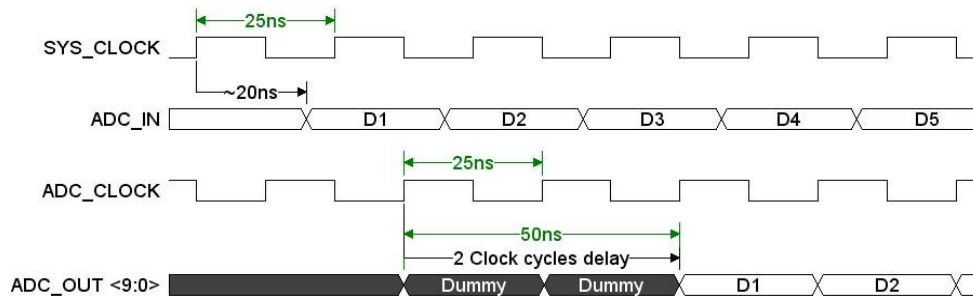 25ns
SYS_CLOCK
~20ns
ADC_IN D1 D2 D3 D4 D5
25ns
ADC_CLOCK
50ns
2 Clock cycles delay
ADC_OUT <9:0> Dummy Dummy D1 D2